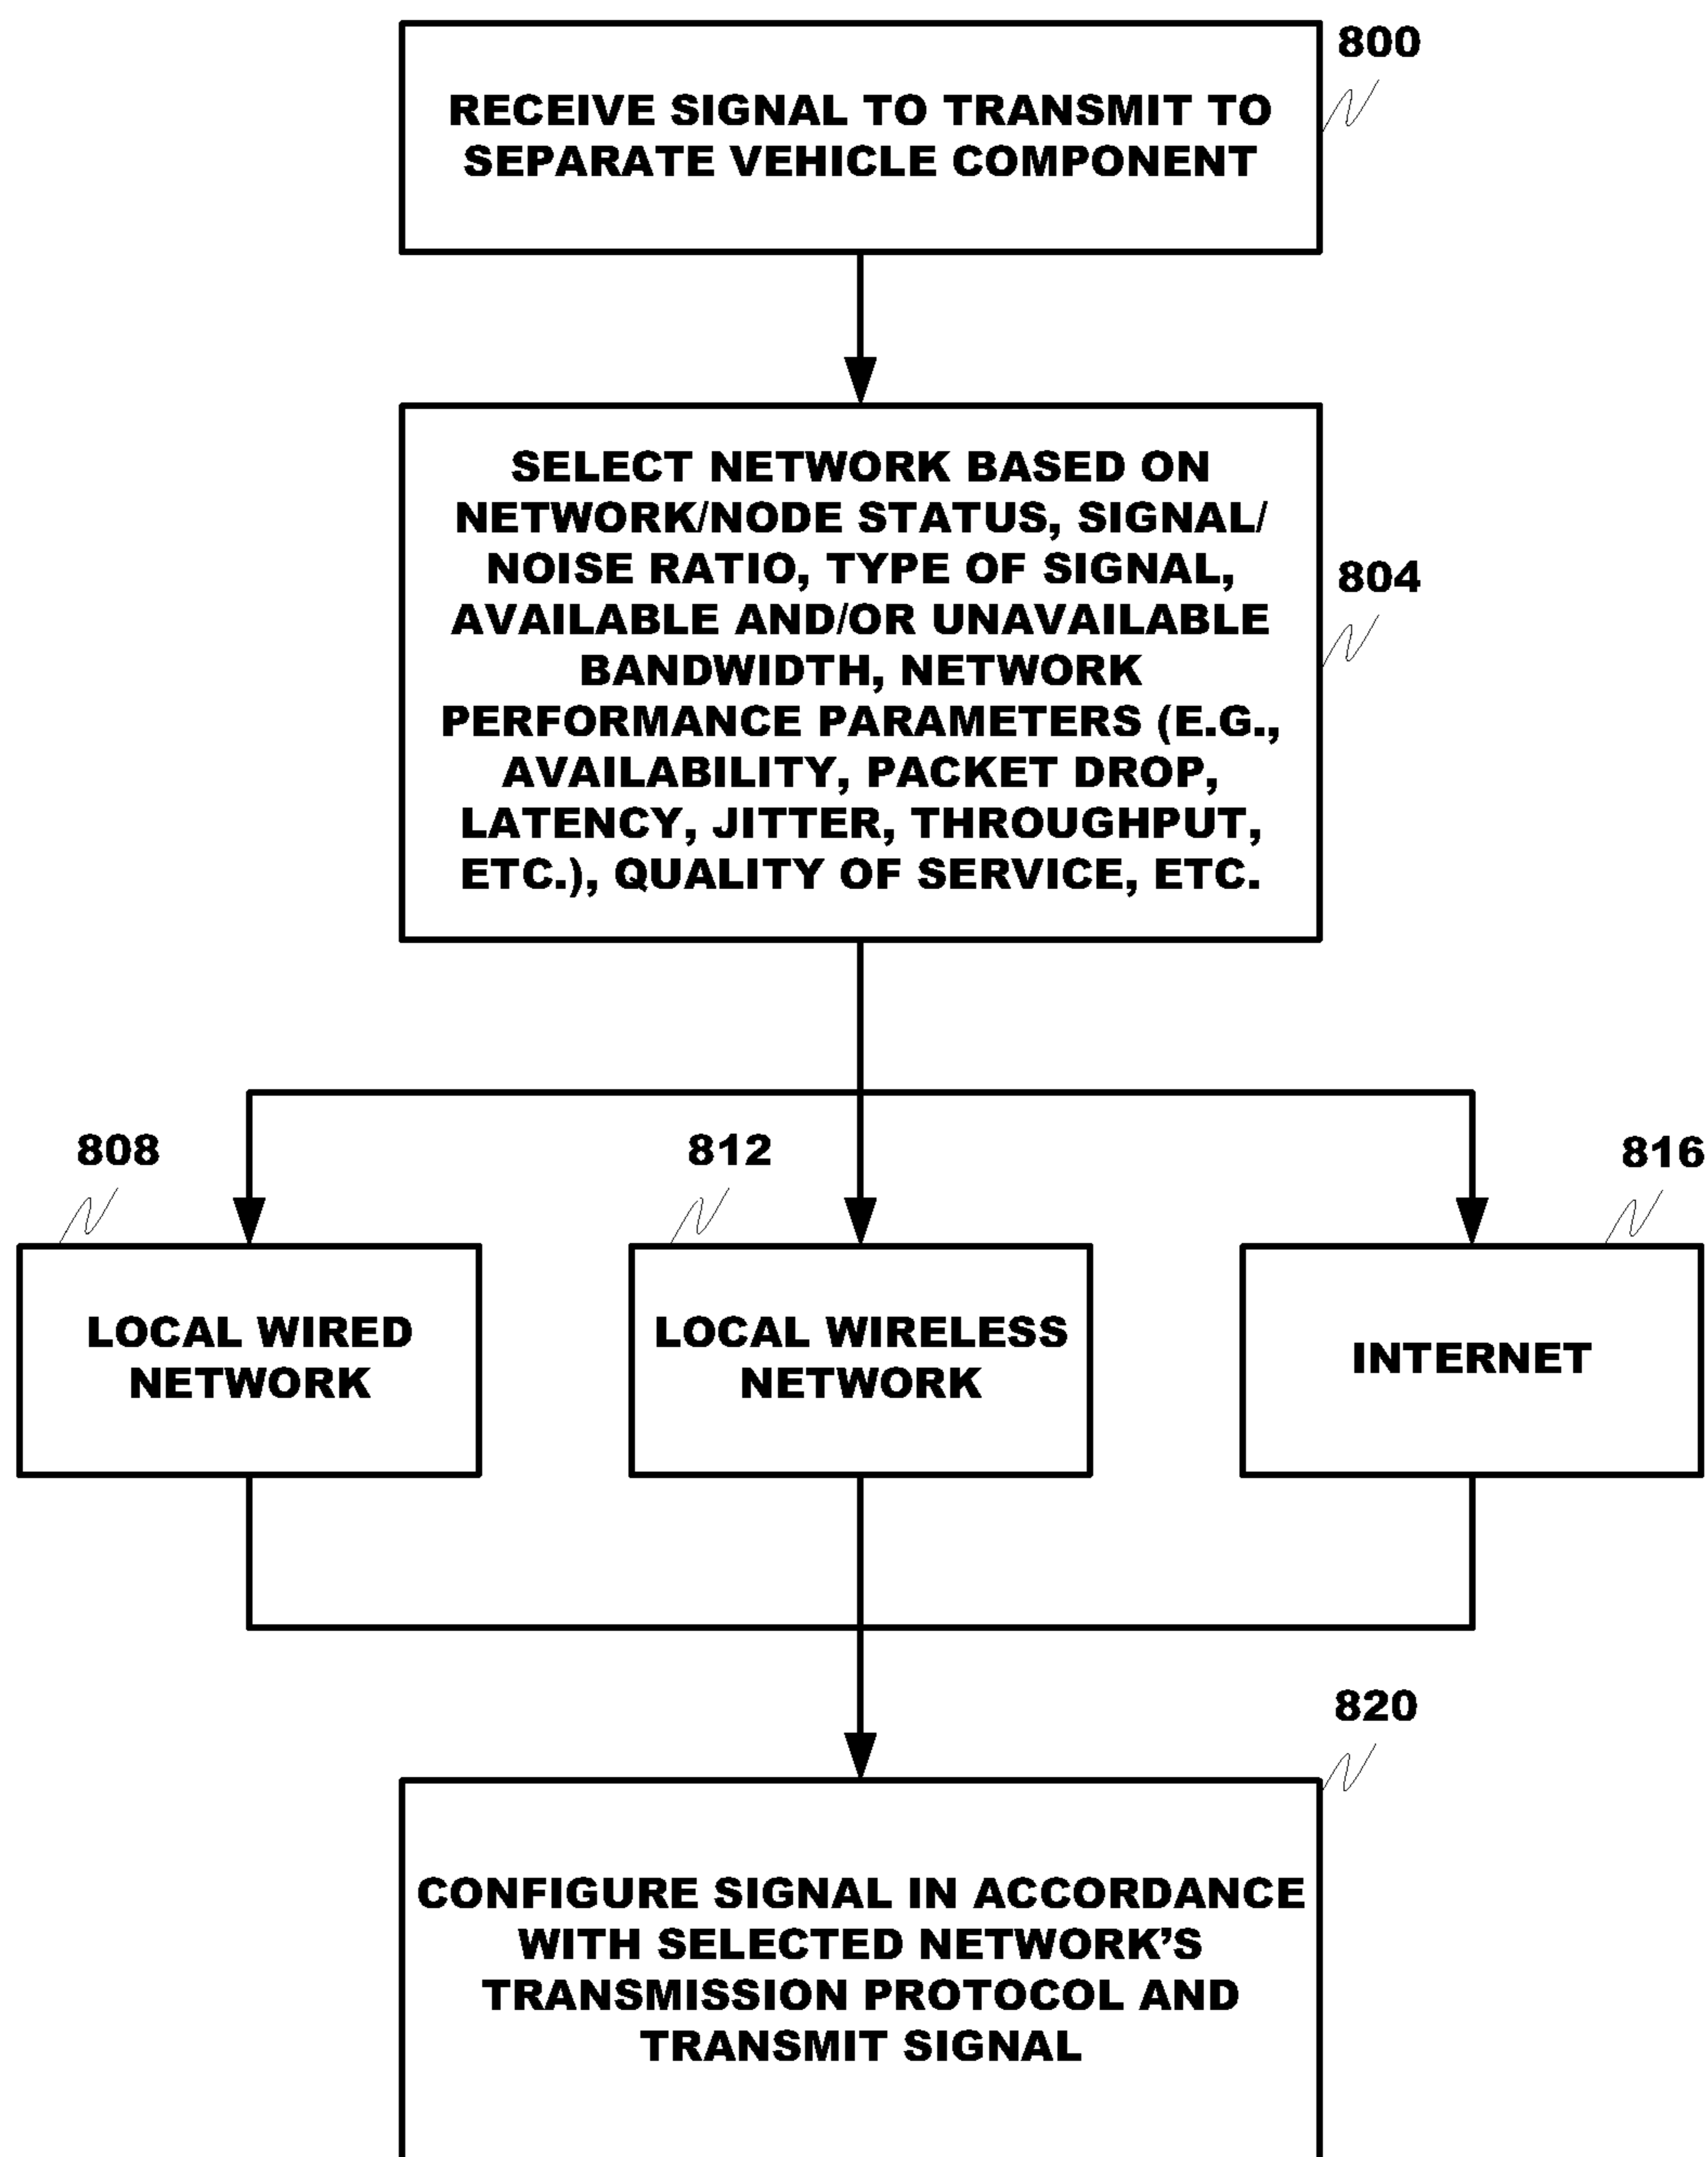 800
RECEIVE SIGNAL TO TRANSMIT TO
SEPARATE VEHICLE COMPONENT
SELECT NETWORK BASED ON
NETWORK/NODE STATUS, SIGNAL/
NOISE RATIO, TYPE OF SIGNAL,
AVAILABLE AND/OR UNAVAILABLE
BANDWIDTH, NETWORK
PERFORMANCE PARAMETERS (E.G.,
AVAILABILITY, PACKET DROP,
LATENCY, JITTER, THROUGHPUT,
ETC.), QUALITY OF SERVICE, ETC.
804
808
812
816
LOCAL WIRED
NETWORK
LOCAL WIRELESS
NETWORK
INTERNET
820
CONFIGURE SIGNAL IN ACCORDANCE
WITH SELECTED NETWORK’S
TRANSMISSION PROTOCOL AND
TRANSMIT SIGNAL